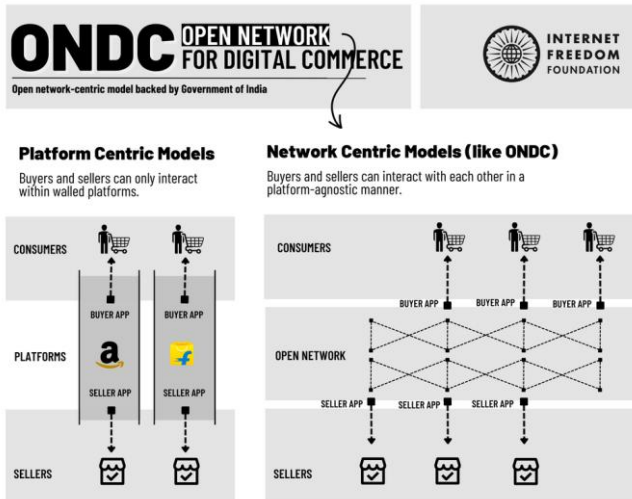 ONDC
OPEN NETWORK
FOR DIGITAL COMMERCE
Open network-centric model backed by Government of India
INTERNET
FREEDOM
FOUNDATION
Platform Centric Models
Buyers and sellers can only interact
within walled platforms.
CONSUMERS
BUYER APP BUYER APP
PLATFORMS
a
SELLER APP SELLER APP
SELLERS
Network Centric Models (like ONDC)
Buyers and sellers can interact with each other in a
platform-agnostic manner.
CONSUMERS
BUYER APP BUYER APP BUYER APP
OPEN NETWORK
SELLER APP SELLER APP SELLER APP
SELLERS